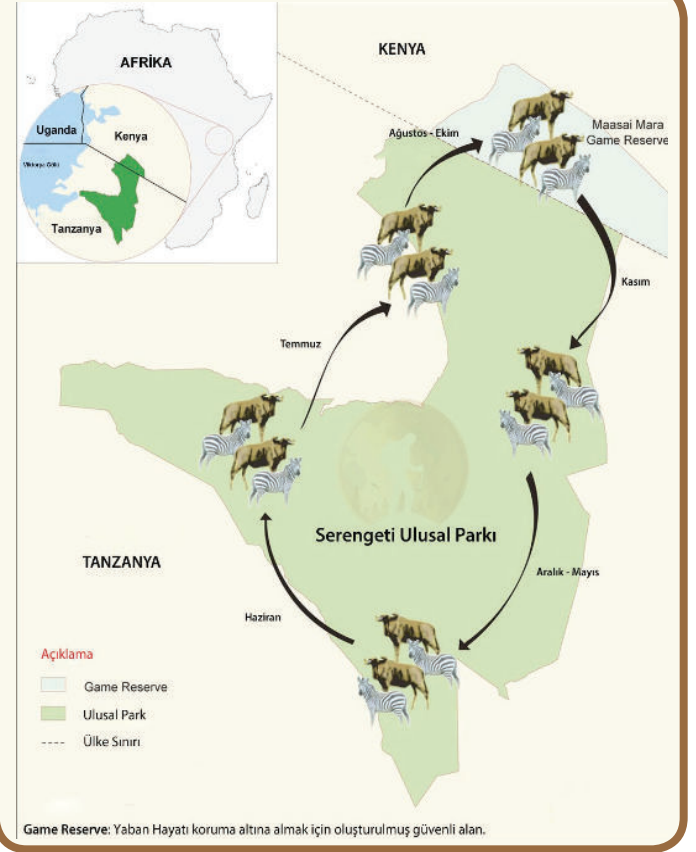 AFRİKA
Uganda
Kenya
Viktorya Gölü
Tanzanya
KENYA
Maasai Mara
Game Reserve
Ağustos - Ekim
Kasım
Temmuz
Serengeti Ulusal Parkı
TANZANYA
Aralık - Mayıs
Haziran
Açıklama
Game Reserve
Ulusal Park
Ülke Sınırı
Game Reserve: Yaban Hayatı koruma altına almak için oluşturulmuş güvenli alan.